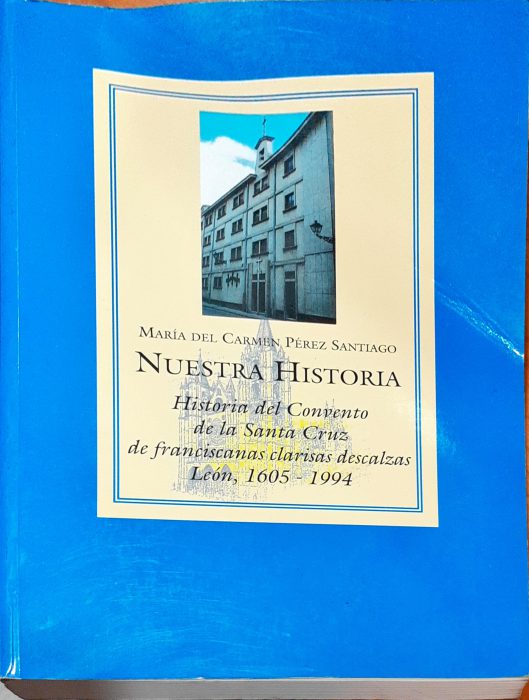 María del Carmen Pérez Santiago
Nuestra Historia
Historia del Convento
de la Santa Cruz
de franciscanas clarisas descalzas
León, 1605 - 1994